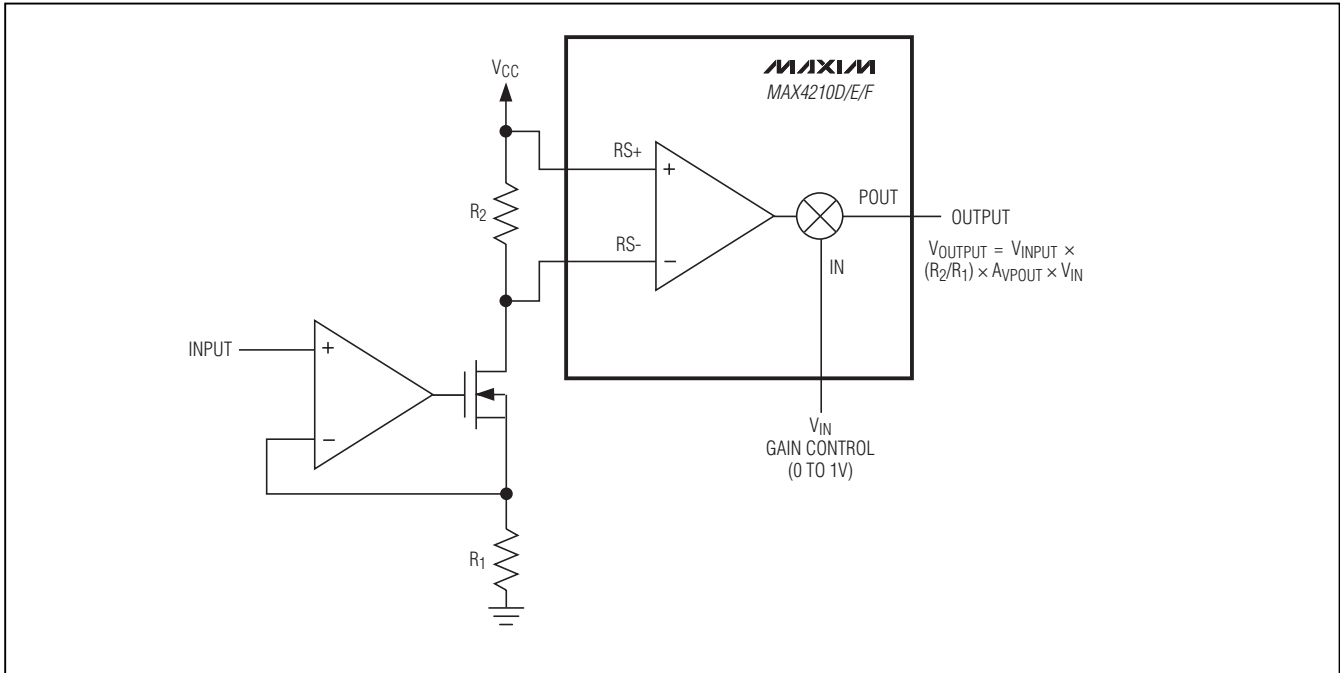 VCC
MAXIM
MAX4210D/E/F
RS+
+
R2
POUT
OUTPUT
RS-
−
IN
VOUTPUT = VINPUT ×
(R2/R1) × AVPOUT × VIN
INPUT
+
−
VIN
GAIN CONTROL
(0 TO 1V)
R1